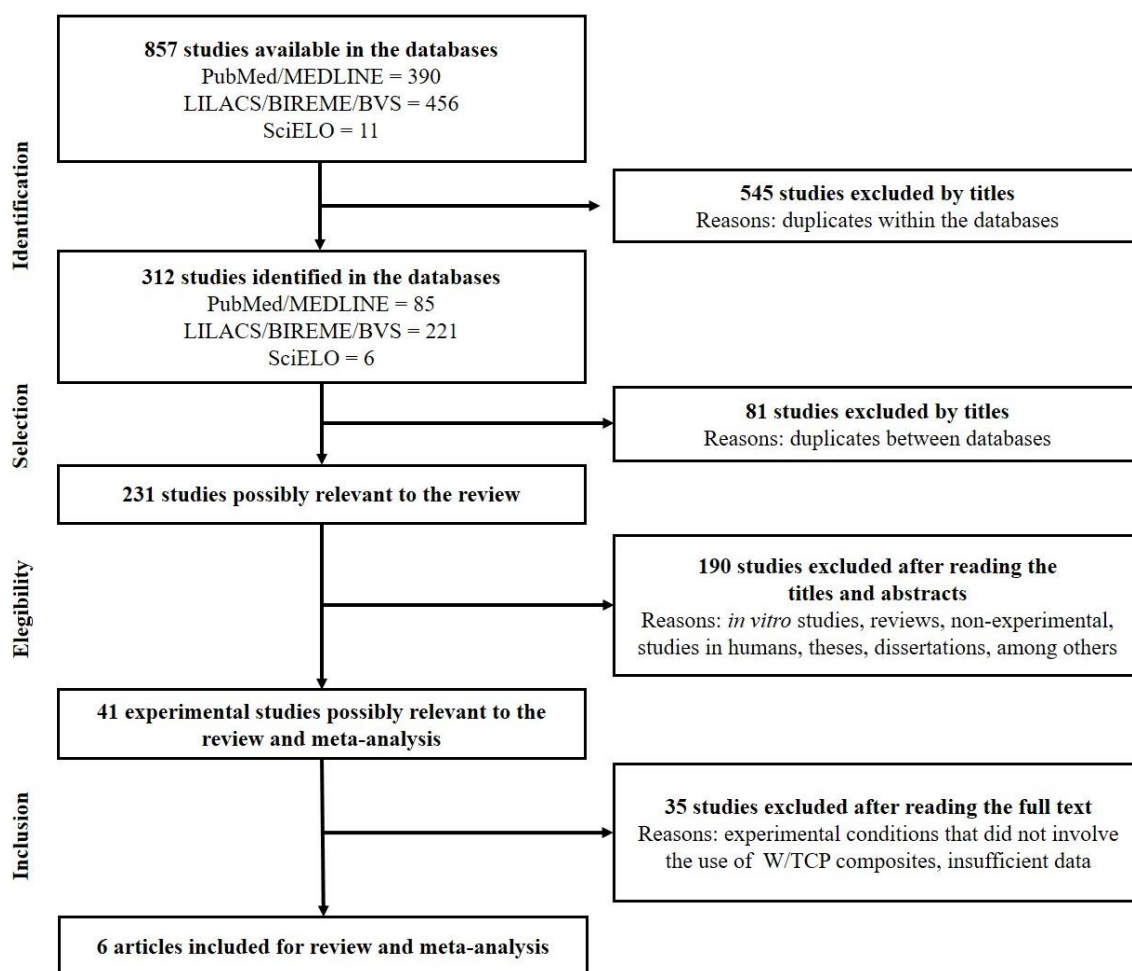 857 studies available in the databases
PubMed/MEDLINE = 390
LILACS/BIREME/BVS = 456
SciELO = 11
Identification
545 studies excluded by titles
Reasons: duplicates within the databases
312 studies identified in the databases
PubMed/MEDLINE = 85
LILACS/BIREME/BVS = 221
SciELO = 6
Selection
81 studies excluded by titles
Reasons: duplicates between databases
231 studies possibly relevant to the review
Elegibility
190 studies excluded after reading the
titles and abstracts
Reasons: in vitro studies, reviews, non-experimental,
studies in humans, theses, dissertations, among others
41 experimental studies possibly relevant to the
review and meta-analysis
Inclusion
35 studies excluded after reading the full text
Reasons: experimental conditions that did not involve
the use of W/TCP composites, insufficient data
6 articles included for review and meta-analysis